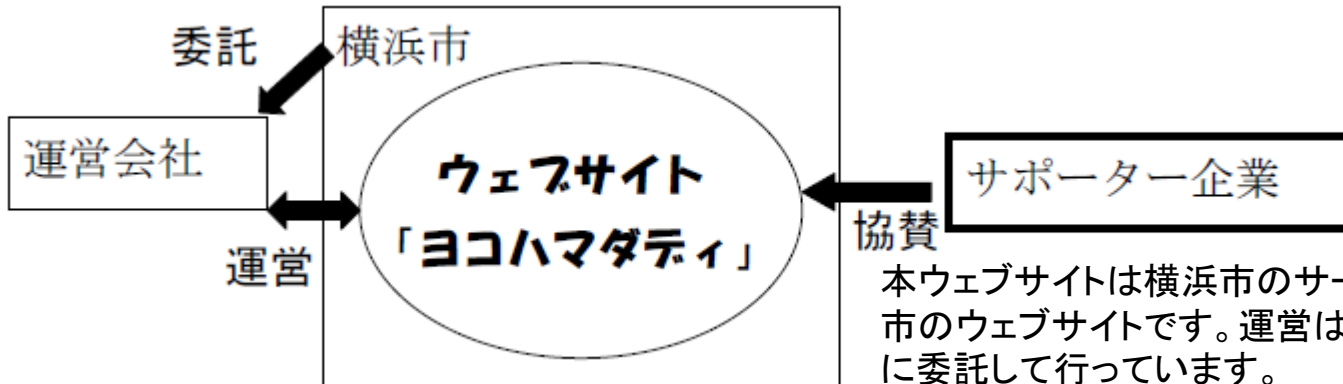 委託
横浜市
運営会社
ウェブサイト
「ヨコハマダディ」
サポーター企業
運営
協賛
本ウェブサイトは横浜市のサー
市のウェブサイトです。運営は
に委託して行っています。